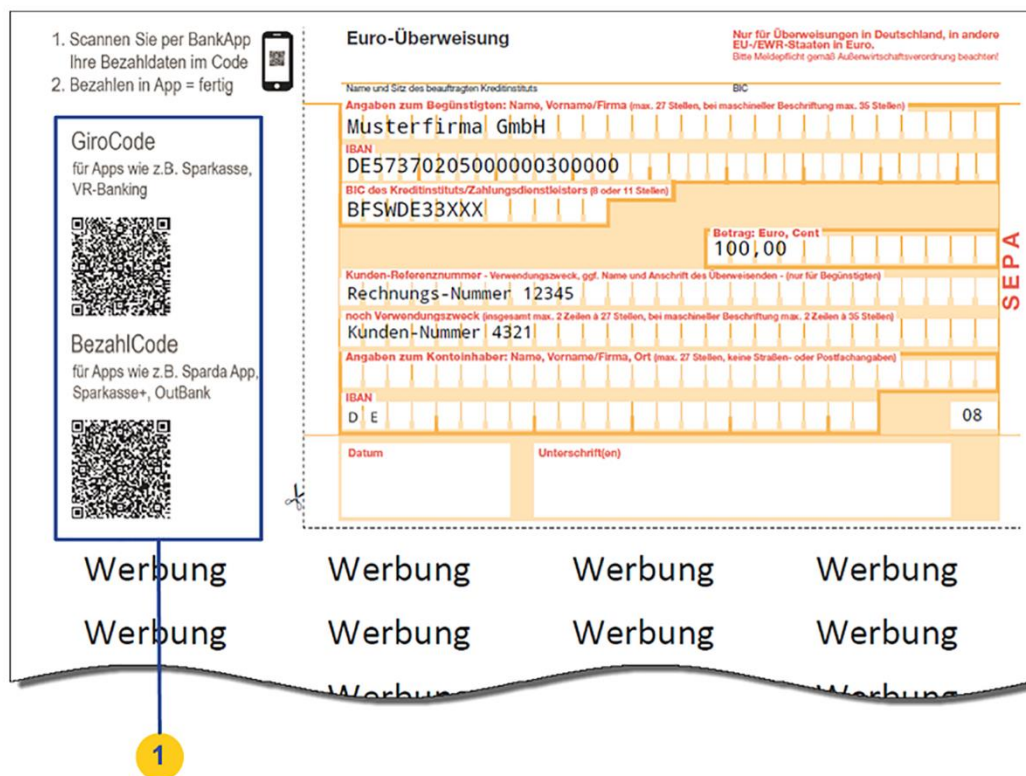 1. Scannen Sie per BankApp
Ihre Bezahldaten im Code
2. Bezahlen in App = fertig
GiroCode
für Apps wie z.B. Sparkasse,
VR-Banking
BezahlCode
für Apps wie z.B. Sparda App,
Sparkasse+, OutBank
Euro-Überweisung
Nur für Überweisungen in Deutschland, in andere
EU-/EWR-Staaten in Euro.
Bitte Meldepflicht gemäß Außenwirtschaftsverordnung beachten!
Name und Sitz des beauftragten Kreditinstituts BIC
Angaben zum Begünstigten: Name, Vorname/Firma (max. 27 Stellen, bei maschineller Beschriftung max. 35 Stellen)
Musterfirma GmbH
IBAN
DE57370205000000300000
BIC des Kreditinstituts/Zahlungsdienstleisters (8 oder 11 Stellen)
BFSWDE33XXX
Betrag: Euro, Cent
100,00
Kunden-Referenznummer - Verwendungszweck, ggf. Name und Anschrift des Überweisenden - (nur für Begünstigten)
Rechnungs-Nummer 12345
noch Verwendungszweck (insgesamt max. 2 Zeilen à 27 Stellen, bei maschineller Beschriftung max. 2 Zeilen à 35 Stellen)
Kunden-Nummer 4321
Angaben zum Kontoinhaber: Name, Vorname/Firma, Ort (max. 27 Stellen, keine Straßen- oder Postfachangaben)
IBAN
D E 08
Datum Unterschrift(en)
SEPA
Werbung Werbung Werbung Werbung
Werbung Werbung Werbung Werbung
Werbung Werbung
1